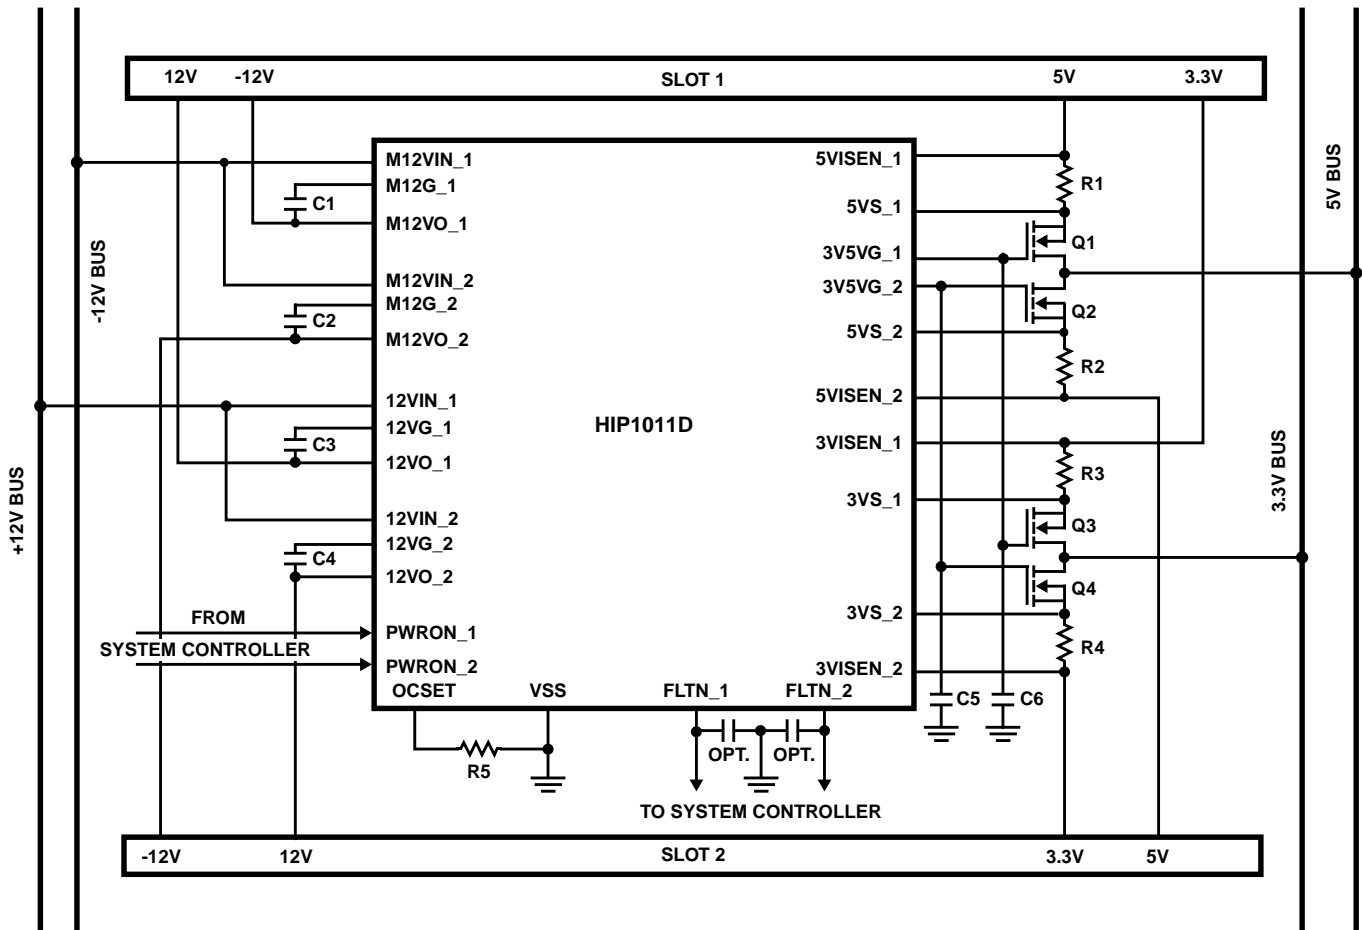 12V -12V SLOT 1 5V 3.3V
M12VIN_1
M12G_1
M12VO_1
M12VIN_2
M12G_2
M12VO_2
12VIN_1
12VG_1
12VO_1
12VIN_2
12VG_2
12VO_2
PWRON_1
PWRON_2
OCSET VSS FLTN_1 FLTN_2
HIP1011D
5VISEN_1
5VS_1
3V5VG_1
3V5VG_2
5VS_2
5VISEN_2
3VISEN_1
3VS_1
3VS_2
3VISEN_2
C1
C2
C3
C4
R1
Q1
Q2
R2
R3
Q3
Q4
R4
C5 C6
-12V BUS
+12V BUS
5V BUS
3.3V BUS
FROM
SYSTEM CONTROLLER
R5
OPT. OPT.
TO SYSTEM CONTROLLER
-12V 12V SLOT 2 3.3V 5V